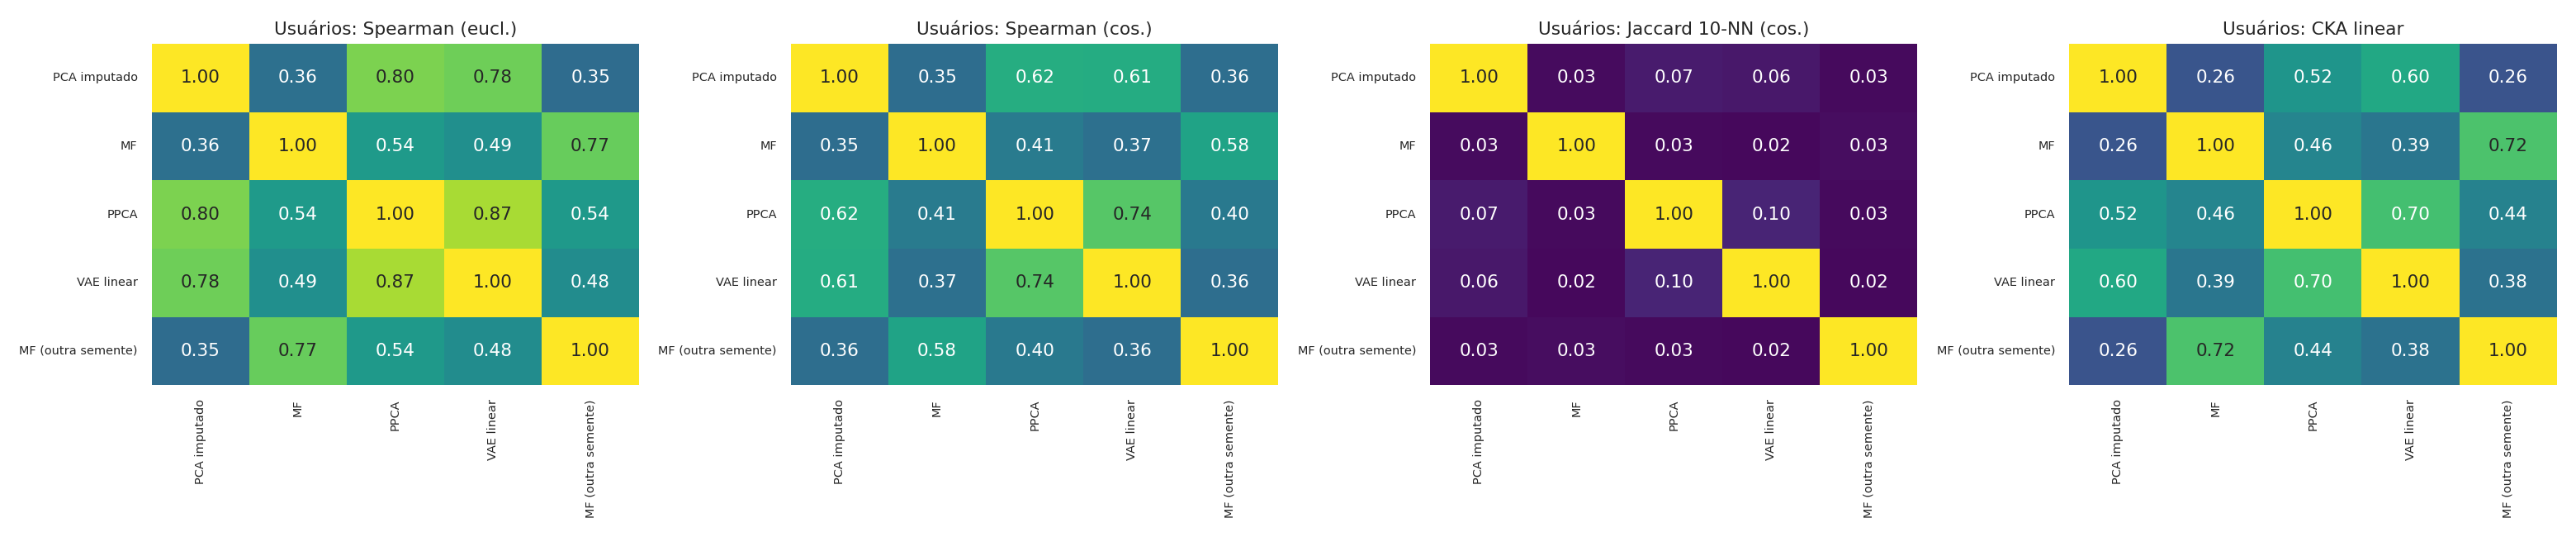 Usuários: Spearman (eucl.)
PCA imputado 1.00 0.36 0.80 0.78 0.35
MF 0.36 1.00 0.54 0.49 0.77
PPCA 0.80 0.54 1.00 0.87 0.54
VAE linear 0.78 0.49 0.87 1.00 0.48
MF (outra semente) 0.35 0.77 0.54 0.48 1.00
PCA imputado
MF
PPCA
VAE linear
MF (outra semente)
Usuários: Spearman (cos.)
PCA imputado 1.00 0.35 0.62 0.61 0.36
MF 0.35 1.00 0.41 0.37 0.58
PPCA 0.62 0.41 1.00 0.74 0.40
VAE linear 0.61 0.37 0.74 1.00 0.36
MF (outra semente) 0.36 0.58 0.40 0.36 1.00
PCA imputado
MF
PPCA
VAE linear
MF (outra semente)
Usuários: Jaccard 10-NN (cos.)
PCA imputado 1.00 0.03 0.07 0.06 0.03
MF 0.03 1.00 0.03 0.02 0.03
PPCA 0.07 0.03 1.00 0.10 0.03
VAE linear 0.06 0.02 0.10 1.00 0.02
MF (outra semente) 0.03 0.03 0.03 0.02 1.00
PCA imputado
MF
PPCA
VAE linear
MF (outra semente)
Usuários: CKA linear
PCA imputado 1.00 0.26 0.52 0.60 0.26
MF 0.26 1.00 0.46 0.39 0.72
PPCA 0.52 0.46 1.00 0.70 0.44
VAE linear 0.60 0.39 0.70 1.00 0.38
MF (outra semente) 0.26 0.72 0.44 0.38 1.00
PCA imputado
MF
PPCA
VAE linear
MF (outra semente)